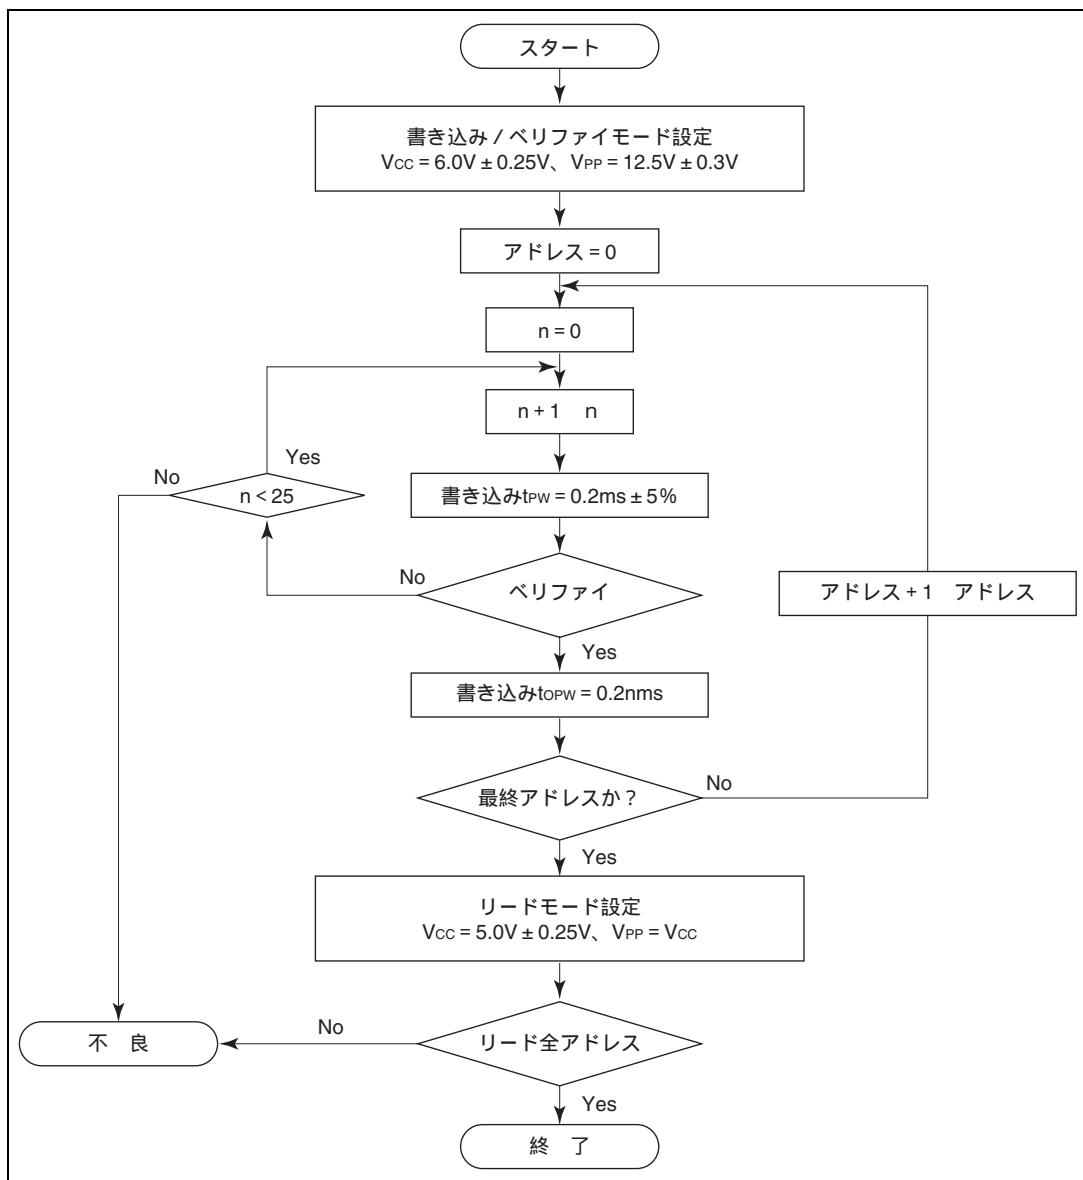 スタート
書き込み / ベリファイモード設定
VCC = 6.0V ± 0.25V、VPP = 12.5V ± 0.3V
アドレス = 0
n = 0
n + 1　n
No
Yes
n < 25
書き込みtPW = 0.2ms ± 5%
No
ベリファイ
アドレス + 1　アドレス
Yes
書き込みtOPW = 0.2nms
最終アドレスか？
No
Yes
リードモード設定
VCC = 5.0V ± 0.25V、VPP = VCC
不　良
No
リード全アドレス
Yes
終　了